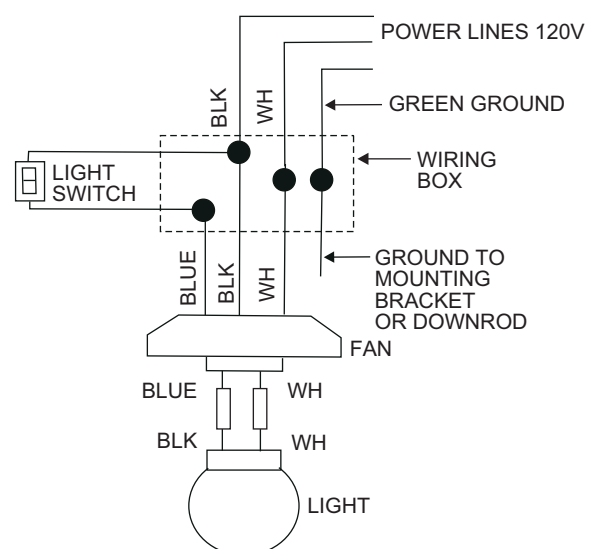 POWER LINES 120V
BLK
WH
GREEN GROUND
LIGHT
SWITCH
WIRING
BOX
BLUE
BLK
WH
GROUND TO
MOUNTING
BRACKET
OR DOWNROD
FAN
BLUE
WH
BLK
WH
LIGHT